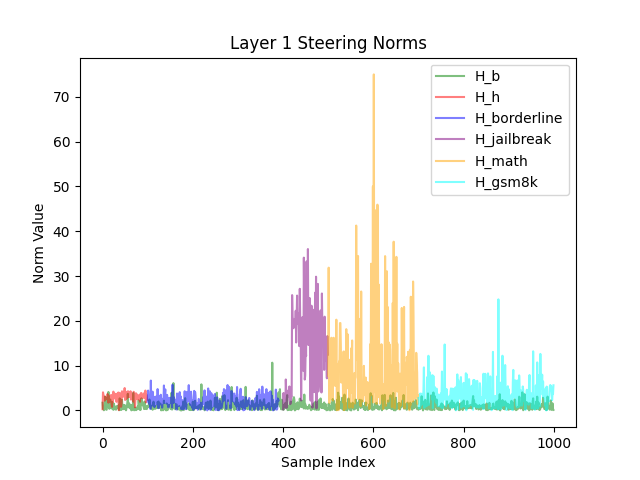 Layer 1 Steering Norms
H_b
H_h
H_borderline
H_jailbreak
H_math
H_gsm8k
Norm Value
70
60
50
40
30
20
10
0
0
200
400
600
800
1000
Sample Index